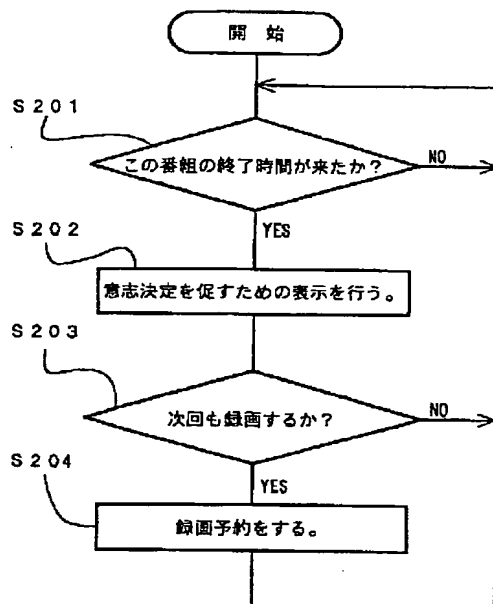 開 始
S201
この番組の終了時間が来たか?
NO
YES
S202
意志決定を促すための表示を行う。
S203
次回も録画するか?
NO
YES
S204
録画予約をする。